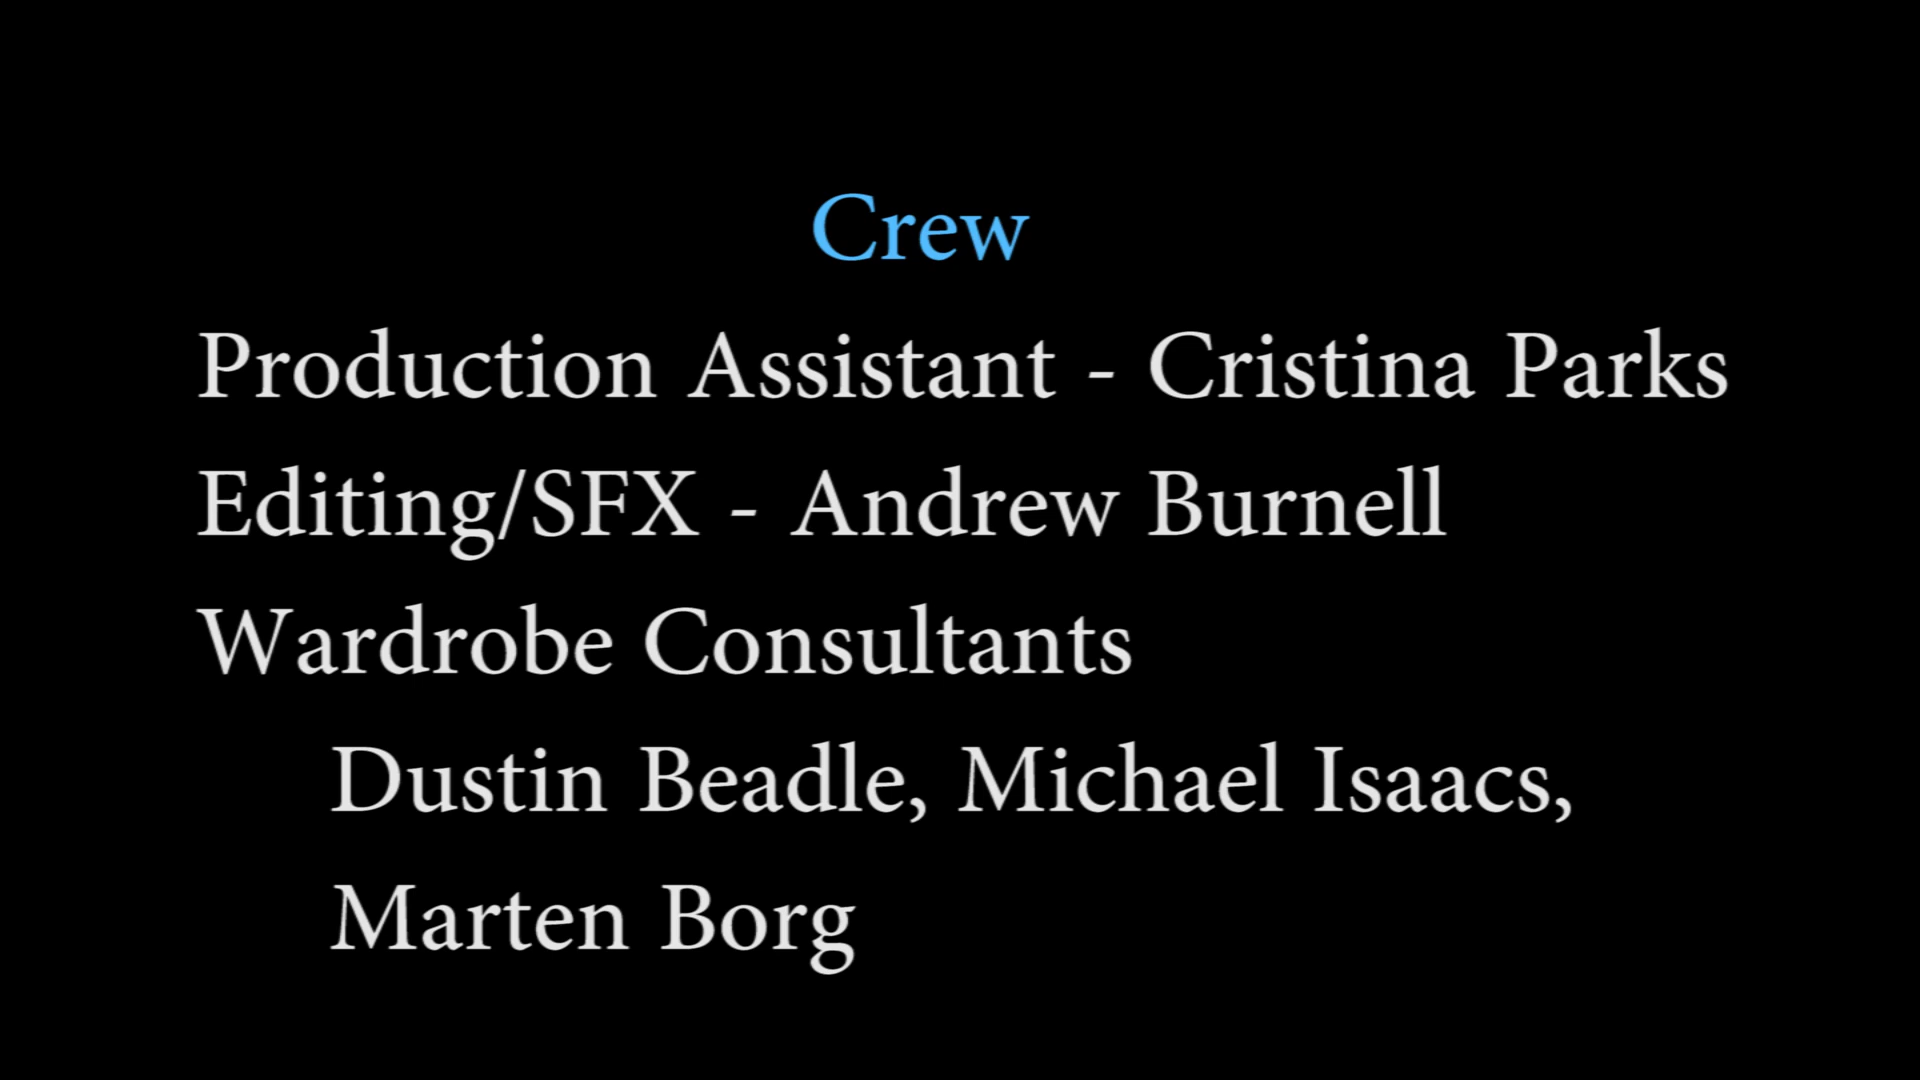 Crew
Production Assistant - Cristina Parks
Editing/SFX - Andrew Burnell
Wardrobe Consultants
Dustin Beadle, Michael Isaacs,
Marten Borg